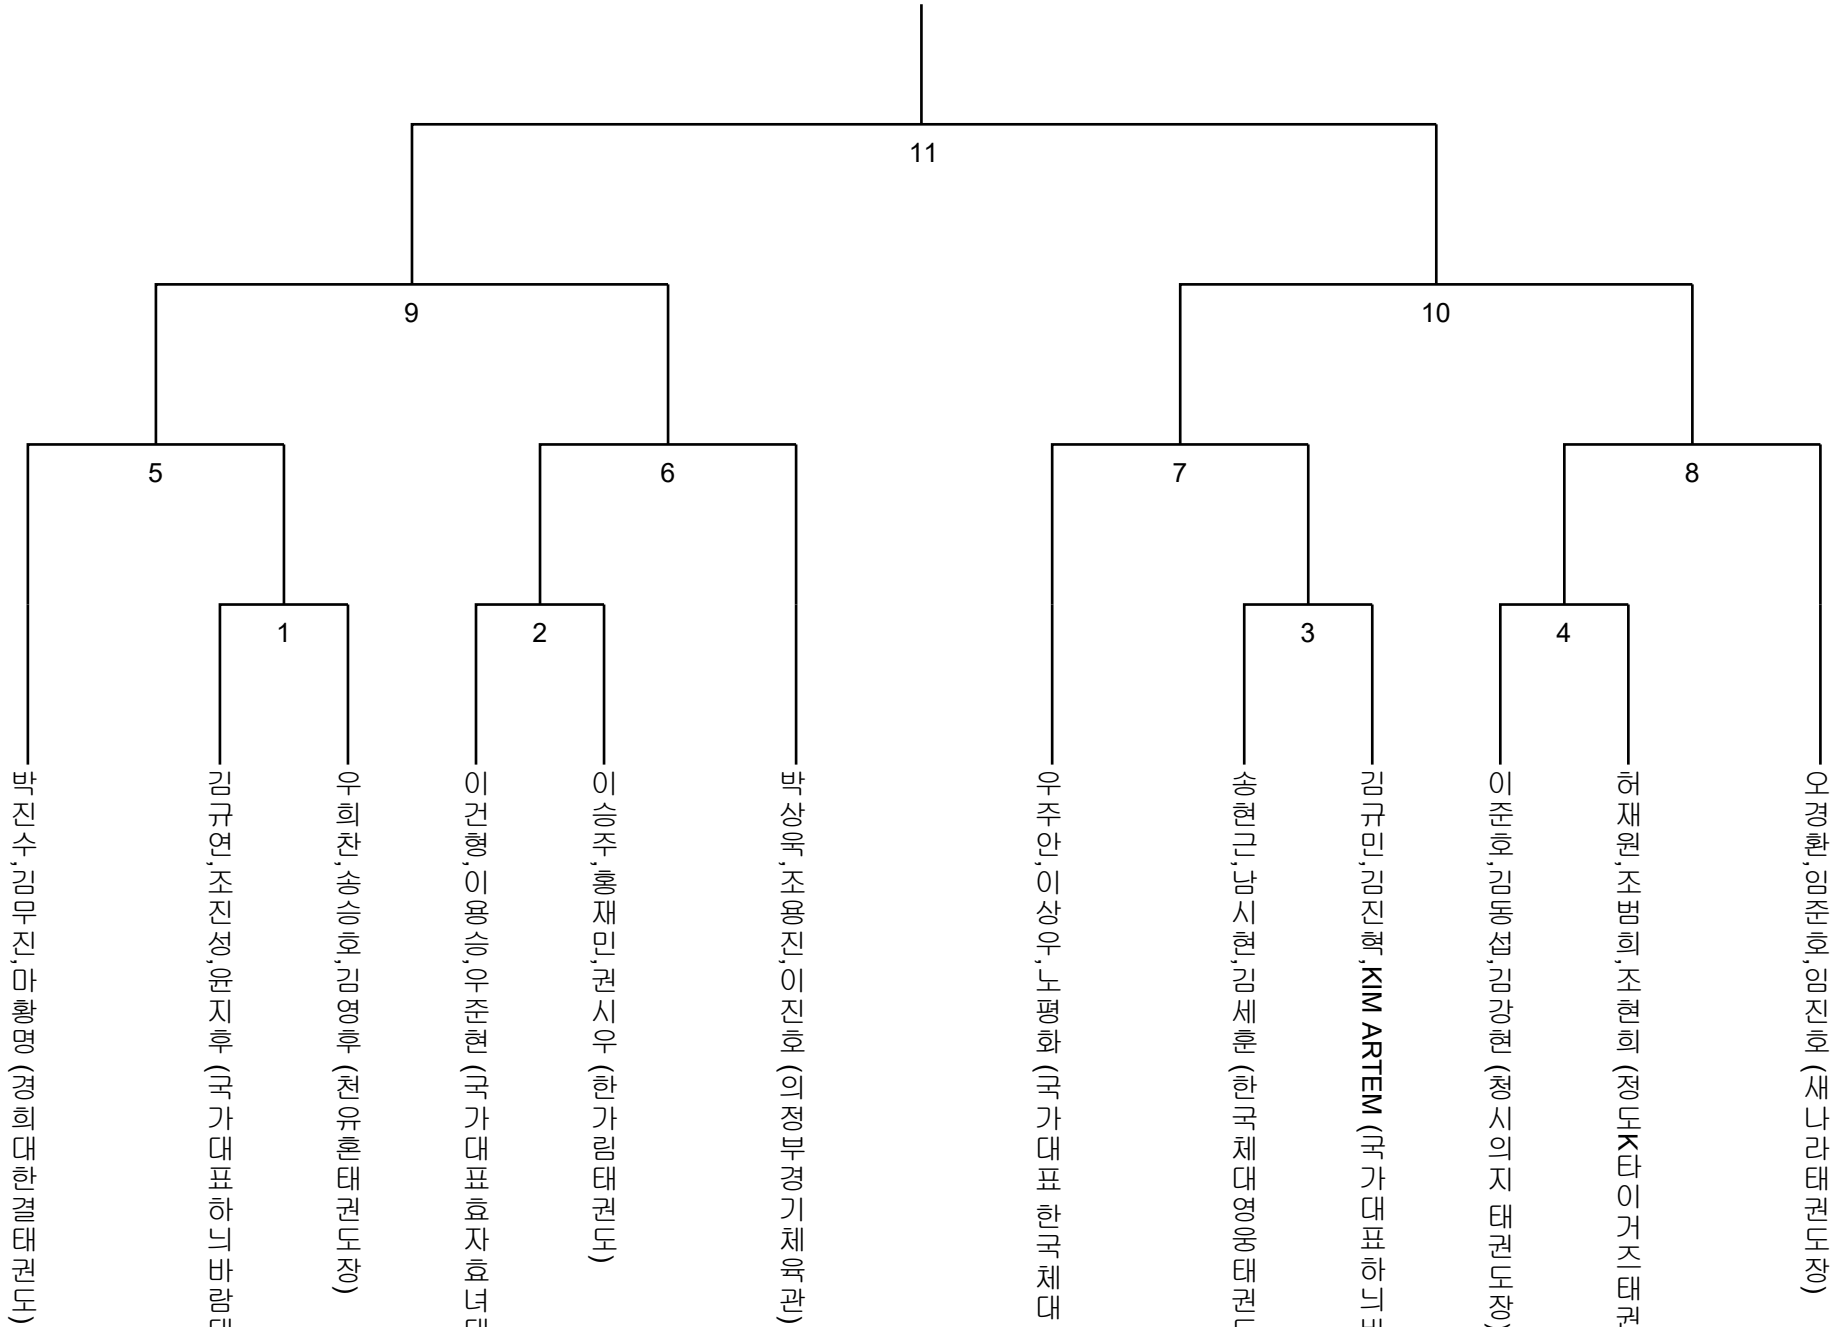 11
9
10
5
6
7
8
1
2
3
4
박진수,김무진,마황명 (경희대한결태권도)
김규연,조진성,윤지후 (국가대표하늬바람태
우희찬,송승호,김영후 (천유혼태권도장)
이건형,이용승,우준현 (국가대표효자효녀태
이승주,홍재민,권시우 (한가림태권도)
박상욱,조용진,이진호 (의정부경기체육관)
우주안,이상우,노평화 (국가대표 한국체대
송현근,남시현,김세훈 (한국체대영웅태권도
김규민,김진혁,KIM ARTEM (국가대표하늬바
이준호,김동섭,김강현 (청시의지 태권도장)
허재원,조범희,조현희 (정도K타이거즈태권
오경환,임준호,임진호 (새나라태권도장)